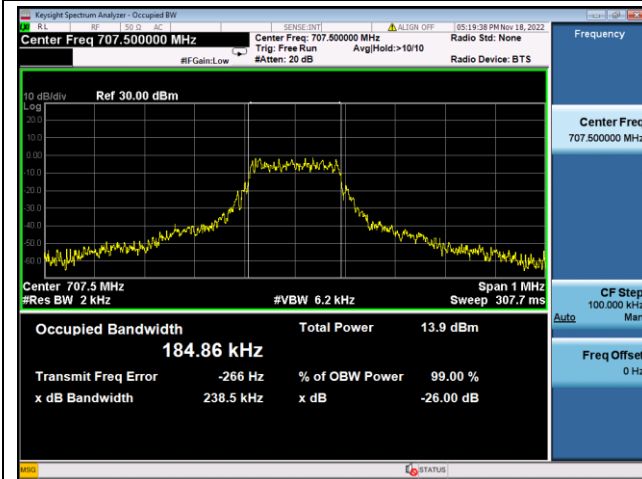 Keysight Spectrum Analyzer - Occupied BW
RL RF 50 Ω AC SENSE:INT ALIGN OFF 05:19:38 PM Nov 18, 2022
Center Freq 707.500000 MHz
Center Freq: 707.500000 MHz Radio Std: None
Trig: Free Run Avg|Hold:>10/10
#IFGain:Low #Atten: 20 dB Radio Device: BTS
Frequency
10 dB/div Ref 30.00 dBm
Log
20.0
10.0
0.00
-10.0
-20.0
-30.0
-40.0
-50.0
-60.0
Center Freq
707.500000 MHz
Center 707.5 MHz Span 1 MHz
#Res BW 2 kHz #VBW 6.2 kHz Sweep 307.7 ms
CF Step
100.000 kHz
Auto Man
Occupied Bandwidth Total Power 13.9 dBm
184.86 kHz
Freq Offset
0 Hz
Transmit Freq Error -266 Hz % of OBW Power 99.00 %
x dB Bandwidth 238.5 kHz x dB -26.00 dB
MSG STATUS